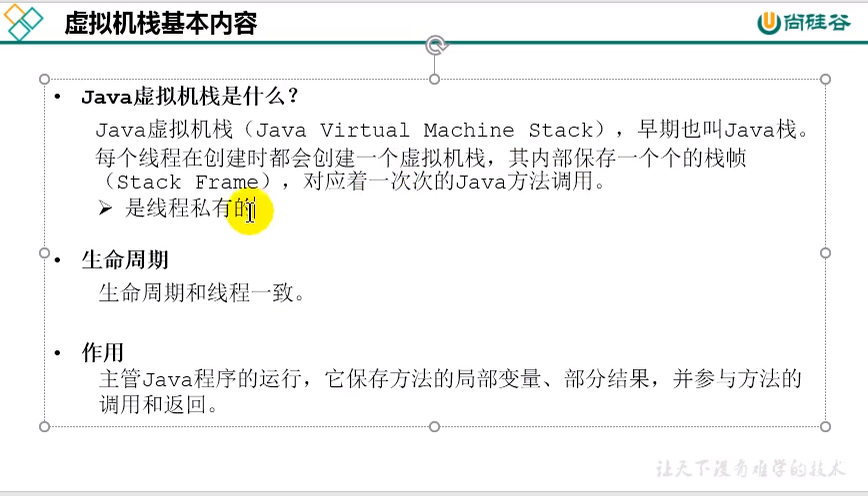 虚拟机栈基本内容
尚硅谷
• Java虚拟机栈是什么？
Java虚拟机栈（Java Virtual Machine Stack），早期也叫Java栈。
每个线程在创建时都会创建一个虚拟机栈，其内部保存一个个的栈帧
（Stack Frame），对应着一次次的Java方法调用。
➢ 是线程私有的
• 生命周期
生命周期和线程一致。
• 作用
主管Java程序的运行，它保存方法的局部变量、部分结果，并参与方法的
调用和返回。
让天下没有难学的技术